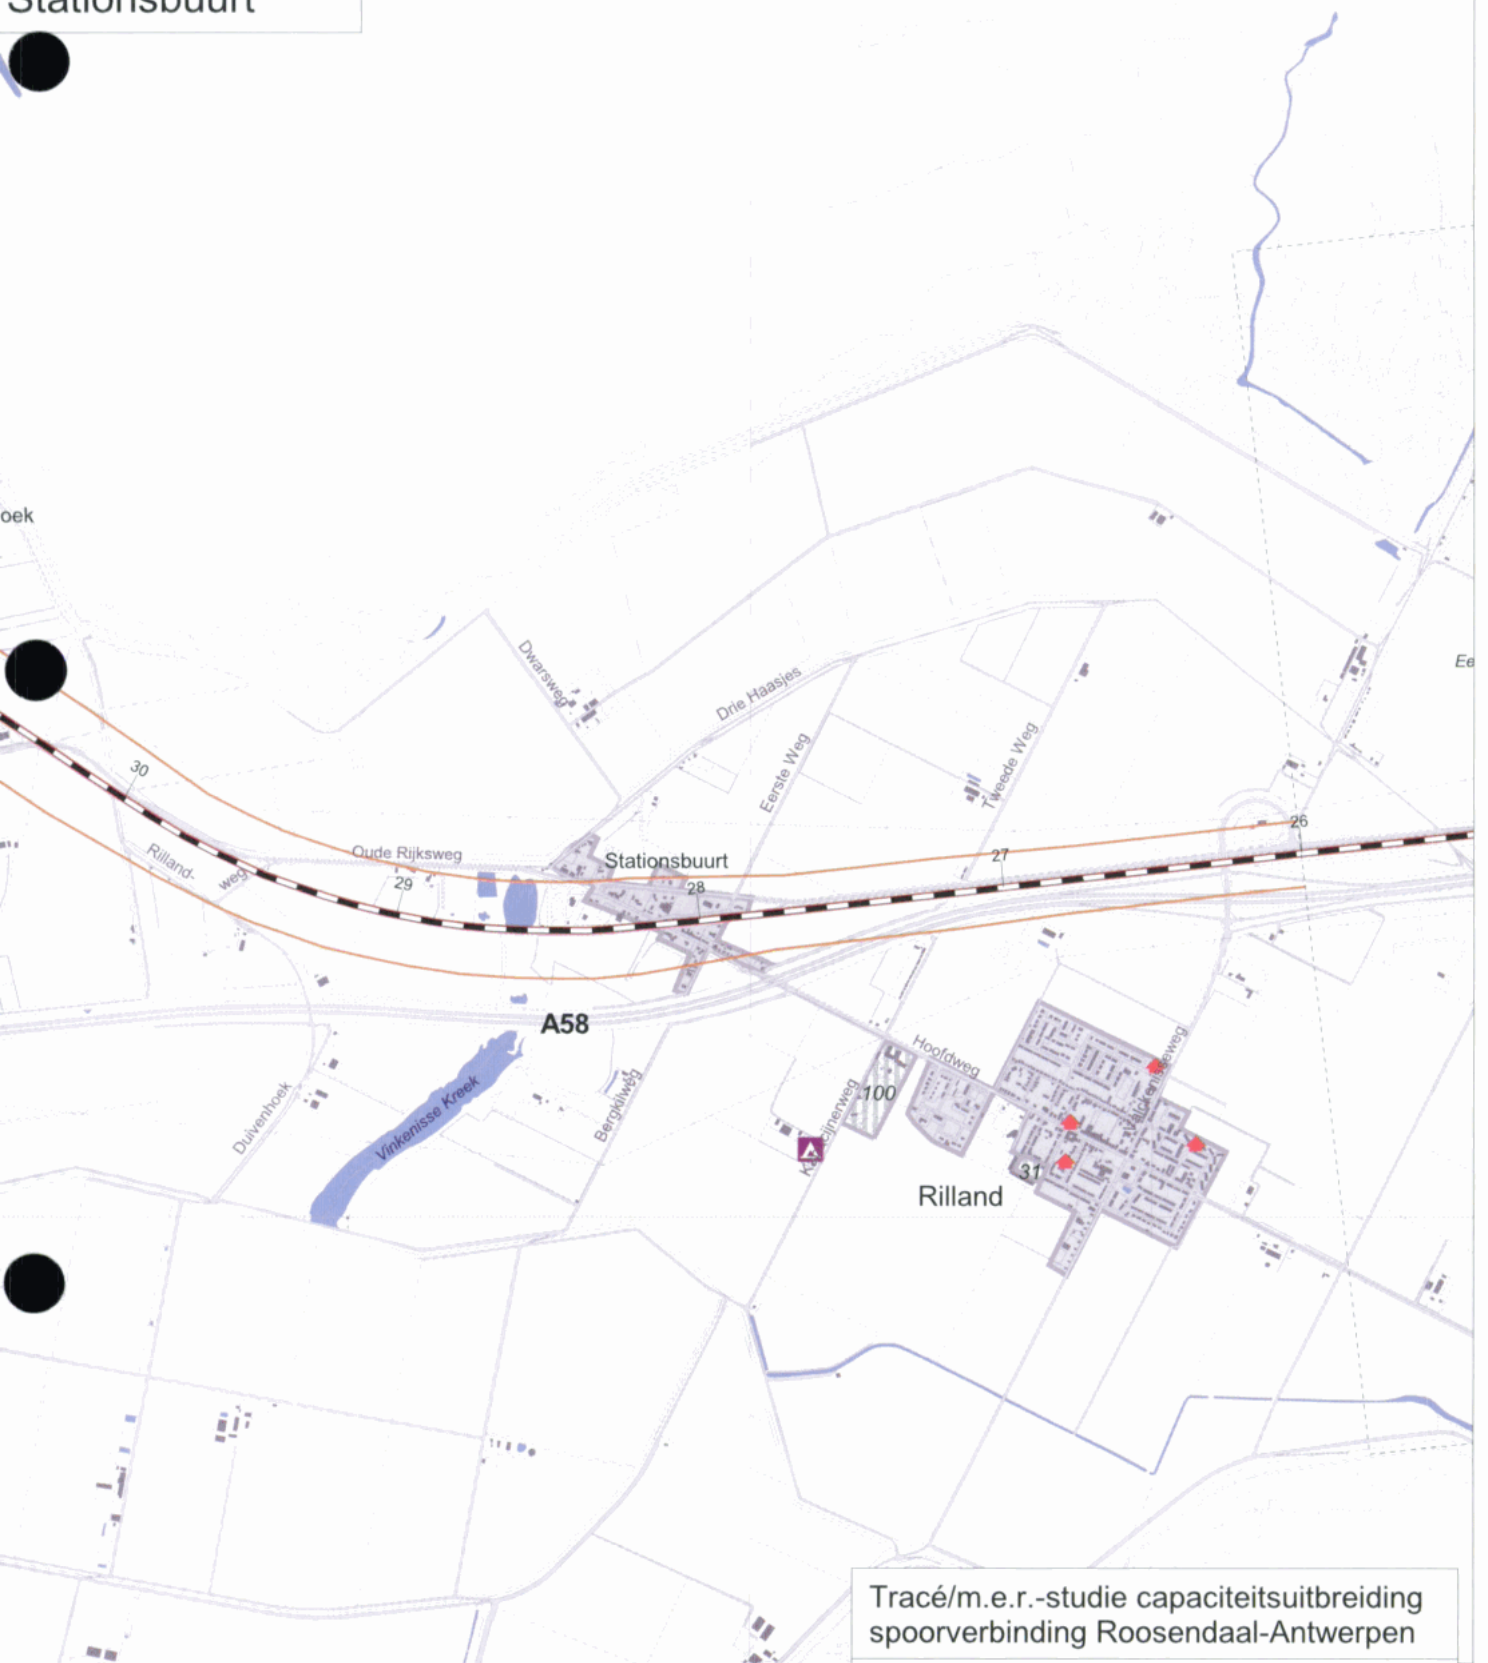 Stationsbuurt
oek
Dwarsweg
Drie Haasjes
Ee
Eerste Weg
Tweede Weg
30
26
Oude Rijksweg
Rilland-
weg
29
Stationsbuurt
28
27
A58
Vinkenisse Kreek
Duivenhoek
Bergkilweg
Hoofdweg
100
31
Rilland
Tracé/m.e.r.-studie capaciteitsuitbreiding
spoorverbinding Roosendaal-Antwerpen